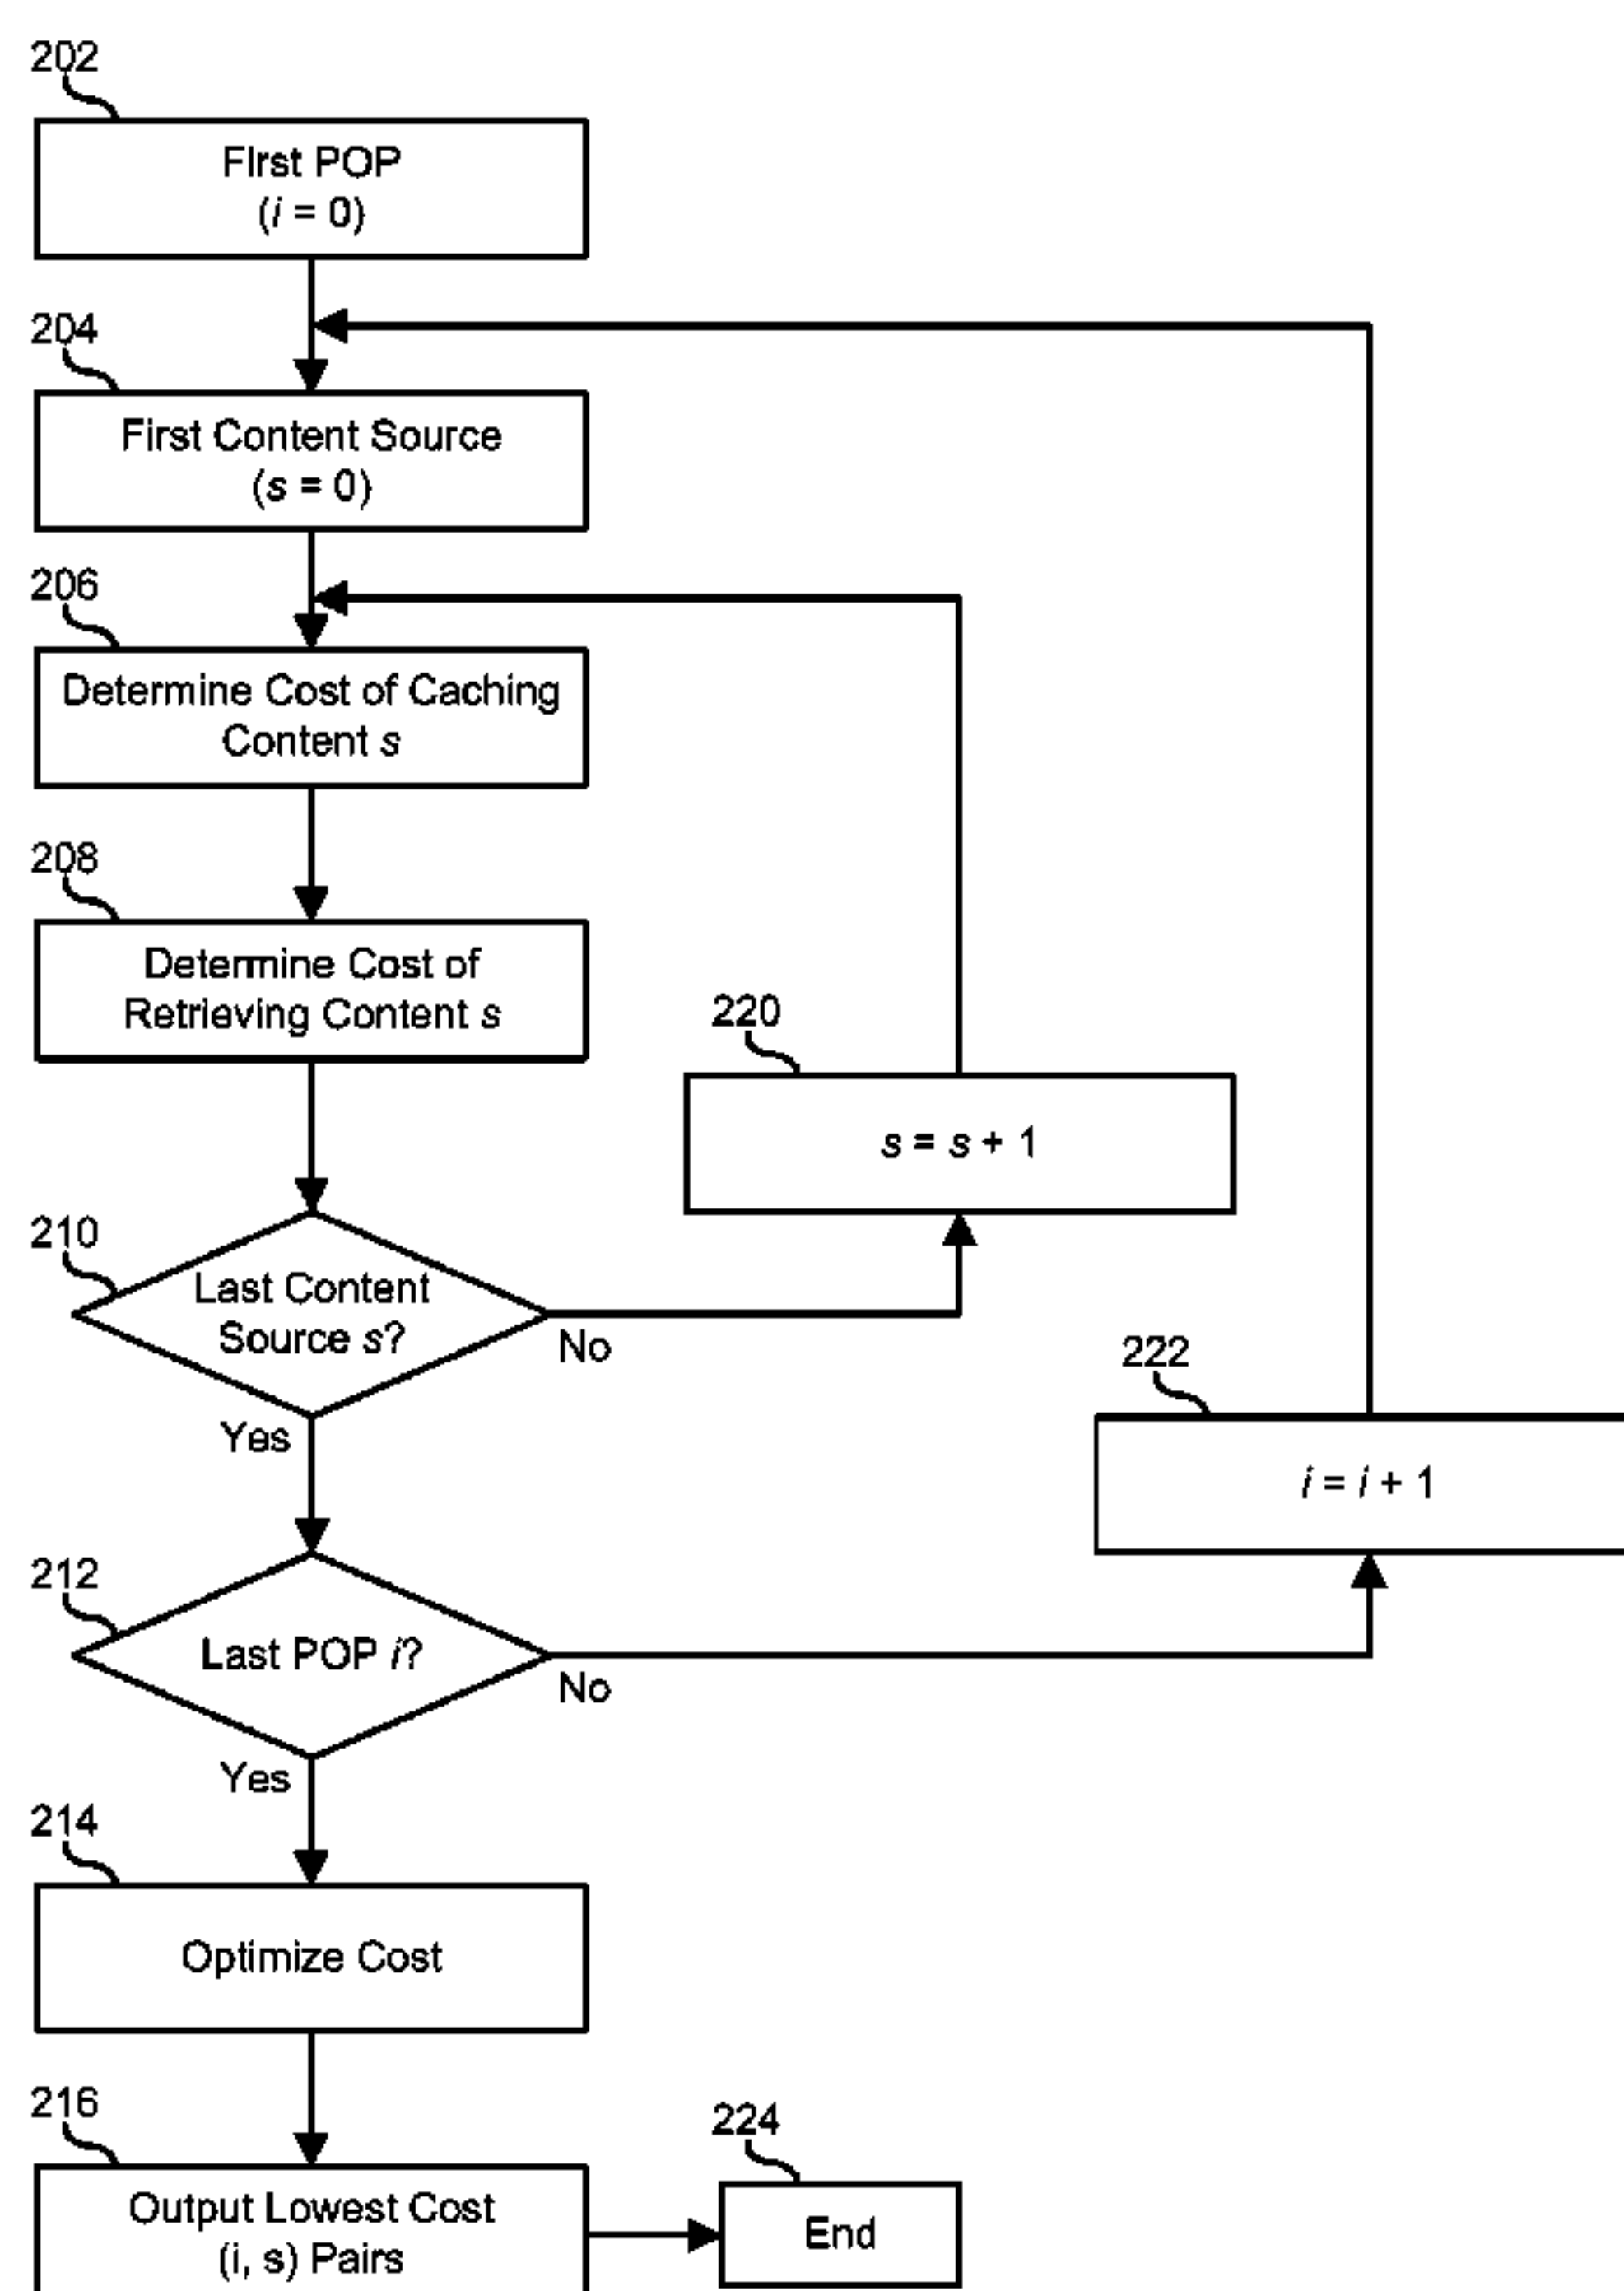 202
First POP
(i = 0)
204
First Content Source
(s = 0)
206
Determine Cost of Caching
Content s
208
Determine Cost of
Retrieving Content s
220
s = s + 1
210
Last Content
Source s?
No
Yes
222
i = i + 1
212
Last POP i?
No
Yes
214
Optimize Cost
216
Output Lowest Cost
(i, s) Pairs
224
End